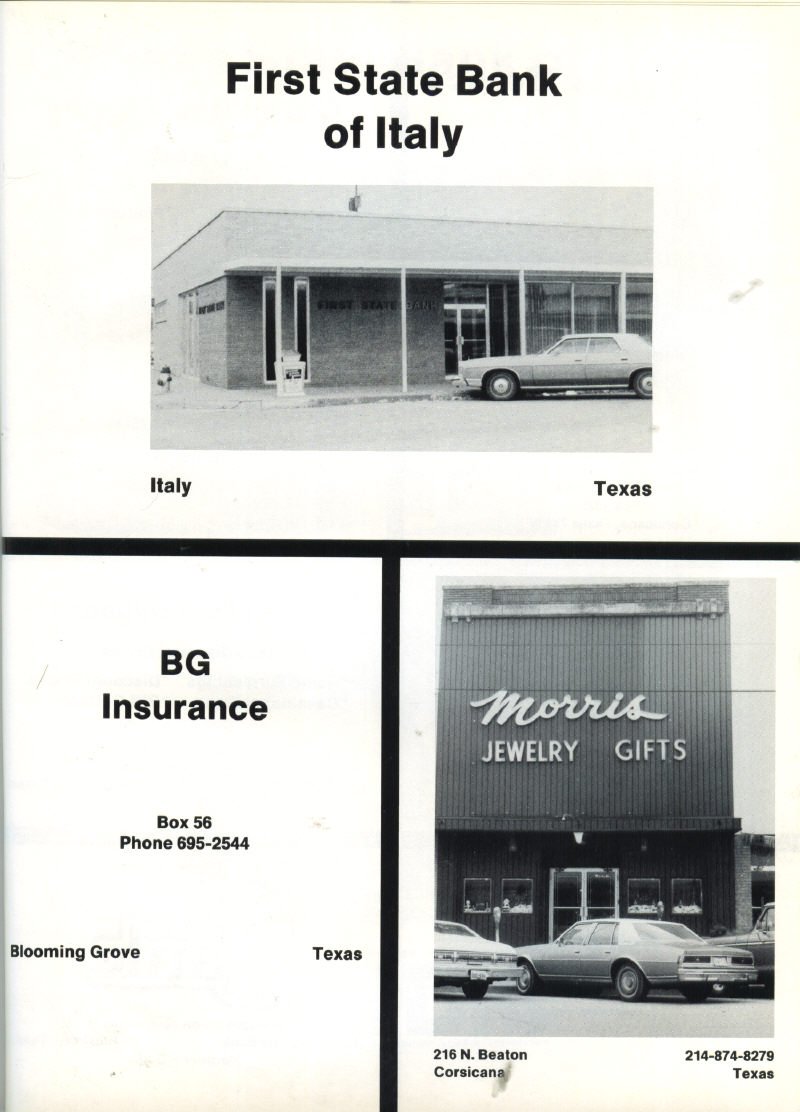 First State Bank
of Italy
FIRST STATE BANK
Italy Texas
BG
Insurance
Box 56
Phone 695-2544
Blooming Grove Texas
Morris
JEWELRY GIFTS
216 N. Beaton 214-874-8279
Corsicana Texas